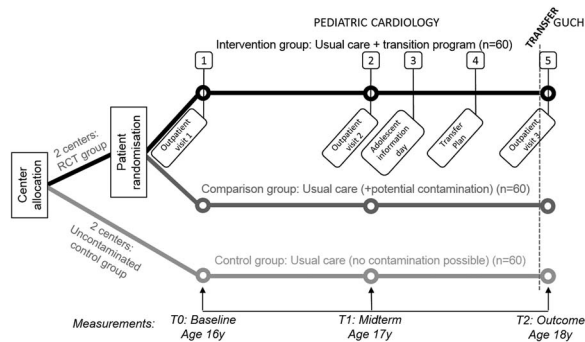 PEDIATRIC CARDIOLOGY
TRANSFER
GUCH
Intervention group: Usual care + transition program (n=60)
1
2
3
4
5
Outpatient
visit 1
Outpatient
visit 2
Adolescent
information
day
Transfer
Plan
Outpatient
visit 3
2 centers:
RCT group
Patient
randomisation
Center
allocation
Comparison group: Usual care (+potential contamination) (n=60)
2 centers:
Uncontaminated
control group
Control group: Usual care (no contamination possible) (n=60)
Measurements:
T0: Baseline
Age 16y
T1: Midterm
Age 17y
T2: Outcome
Age 18y